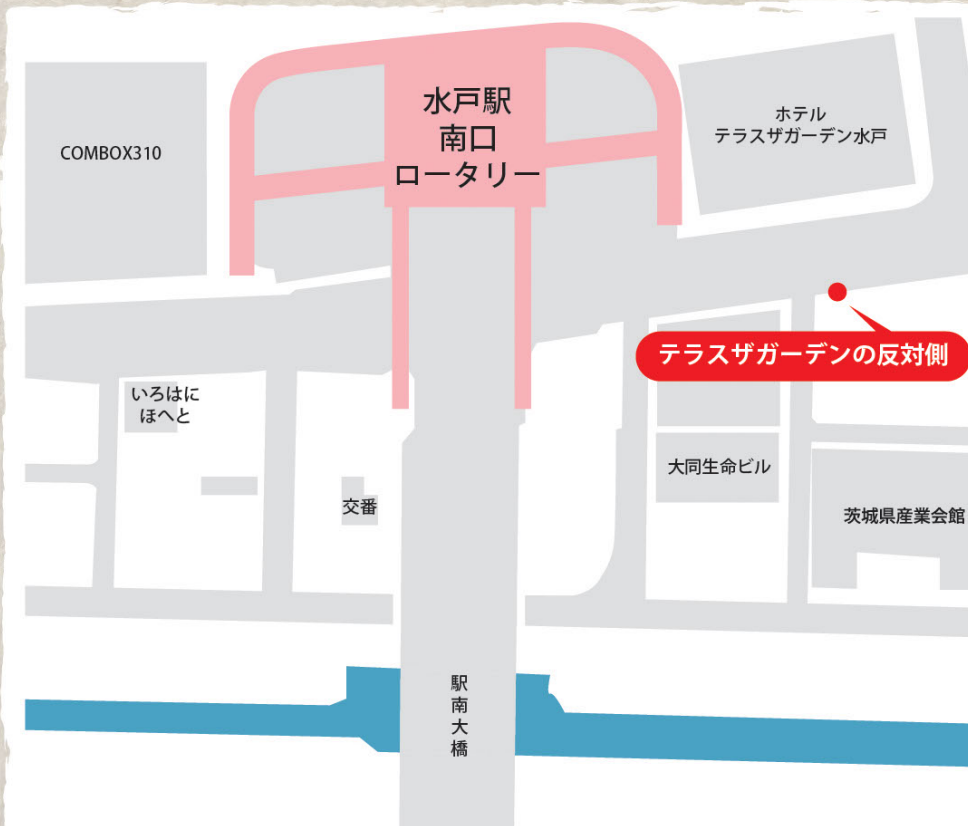 水戸駅
南口
ロータリー
COMBOX310
ホテル
テラスザガーデン水戸
テラスザガーデンの反対側
いろはに
ほへと
交番
大同生命ビル
茨城県産業会館
駅南大橋